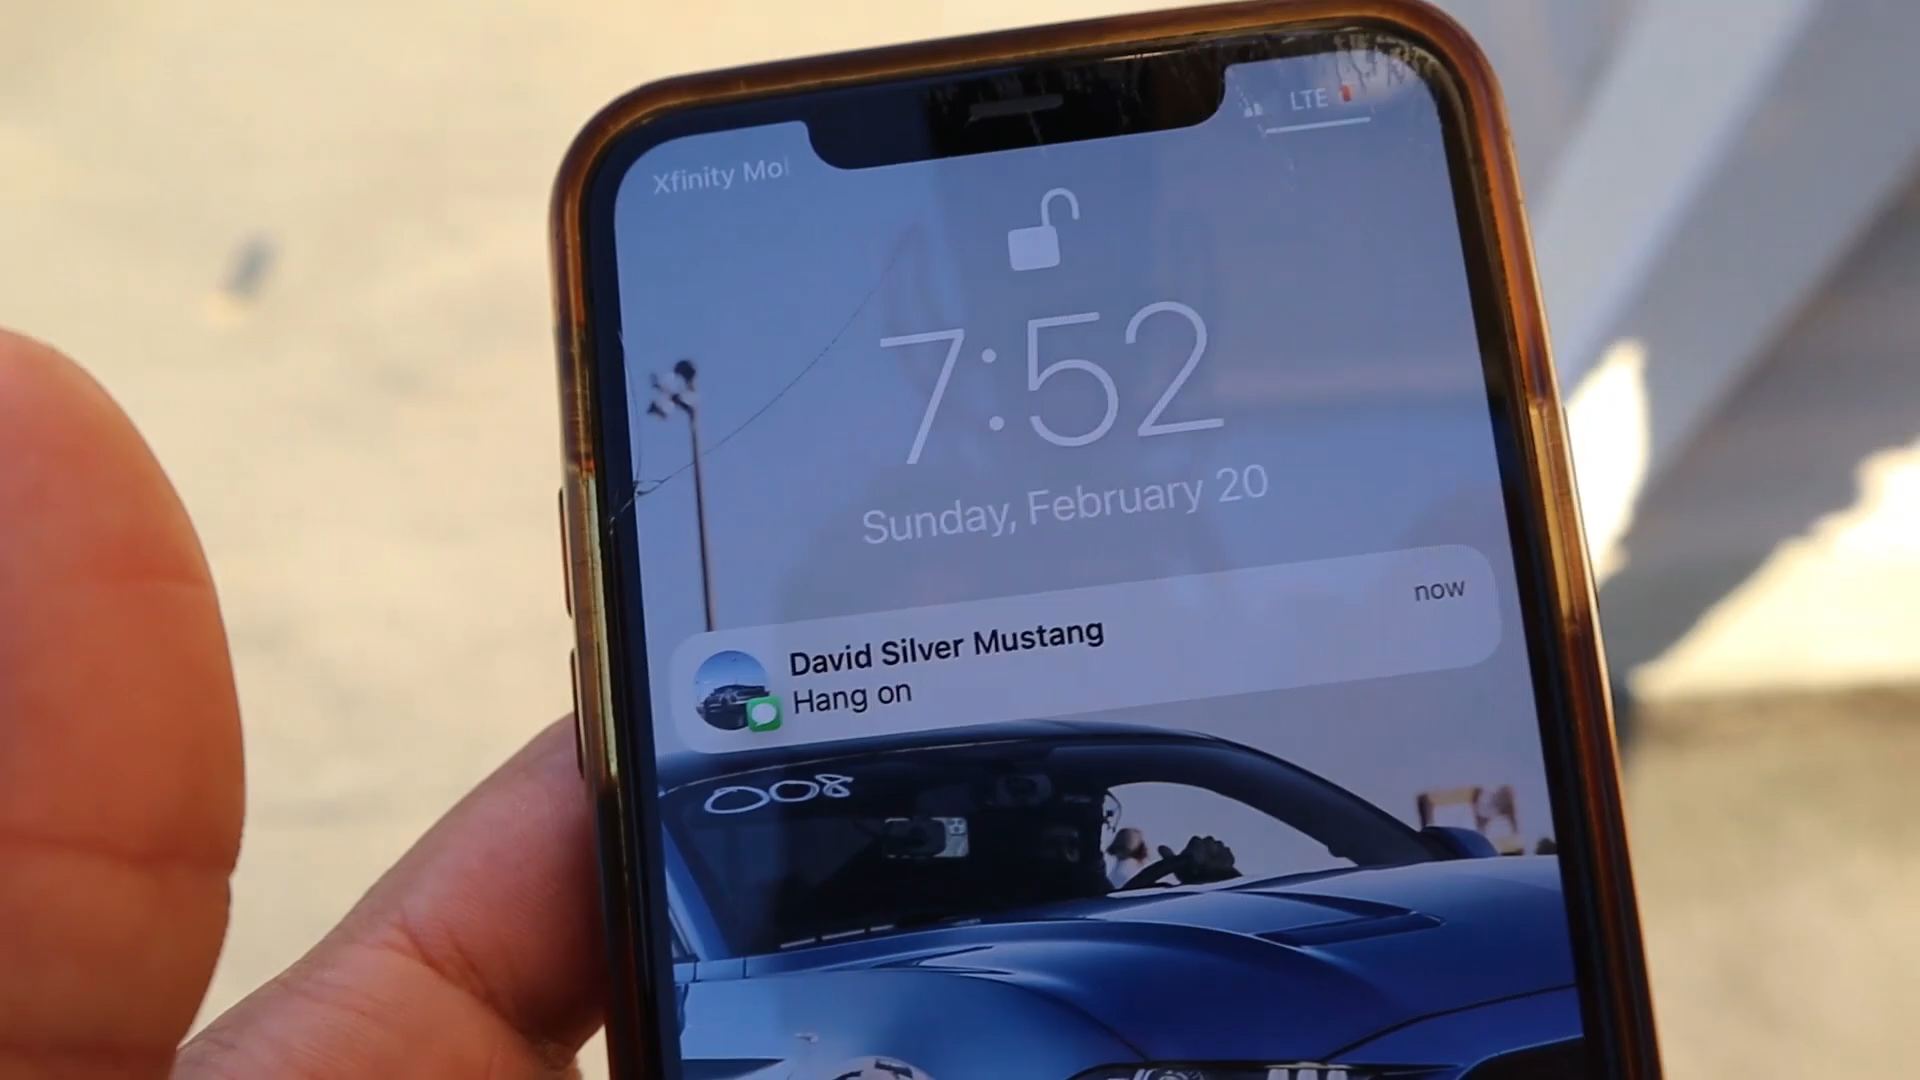 Xfinity Mo
LTE
7:52
Sunday, February 20
David Silver Mustang
now
Hang on
008